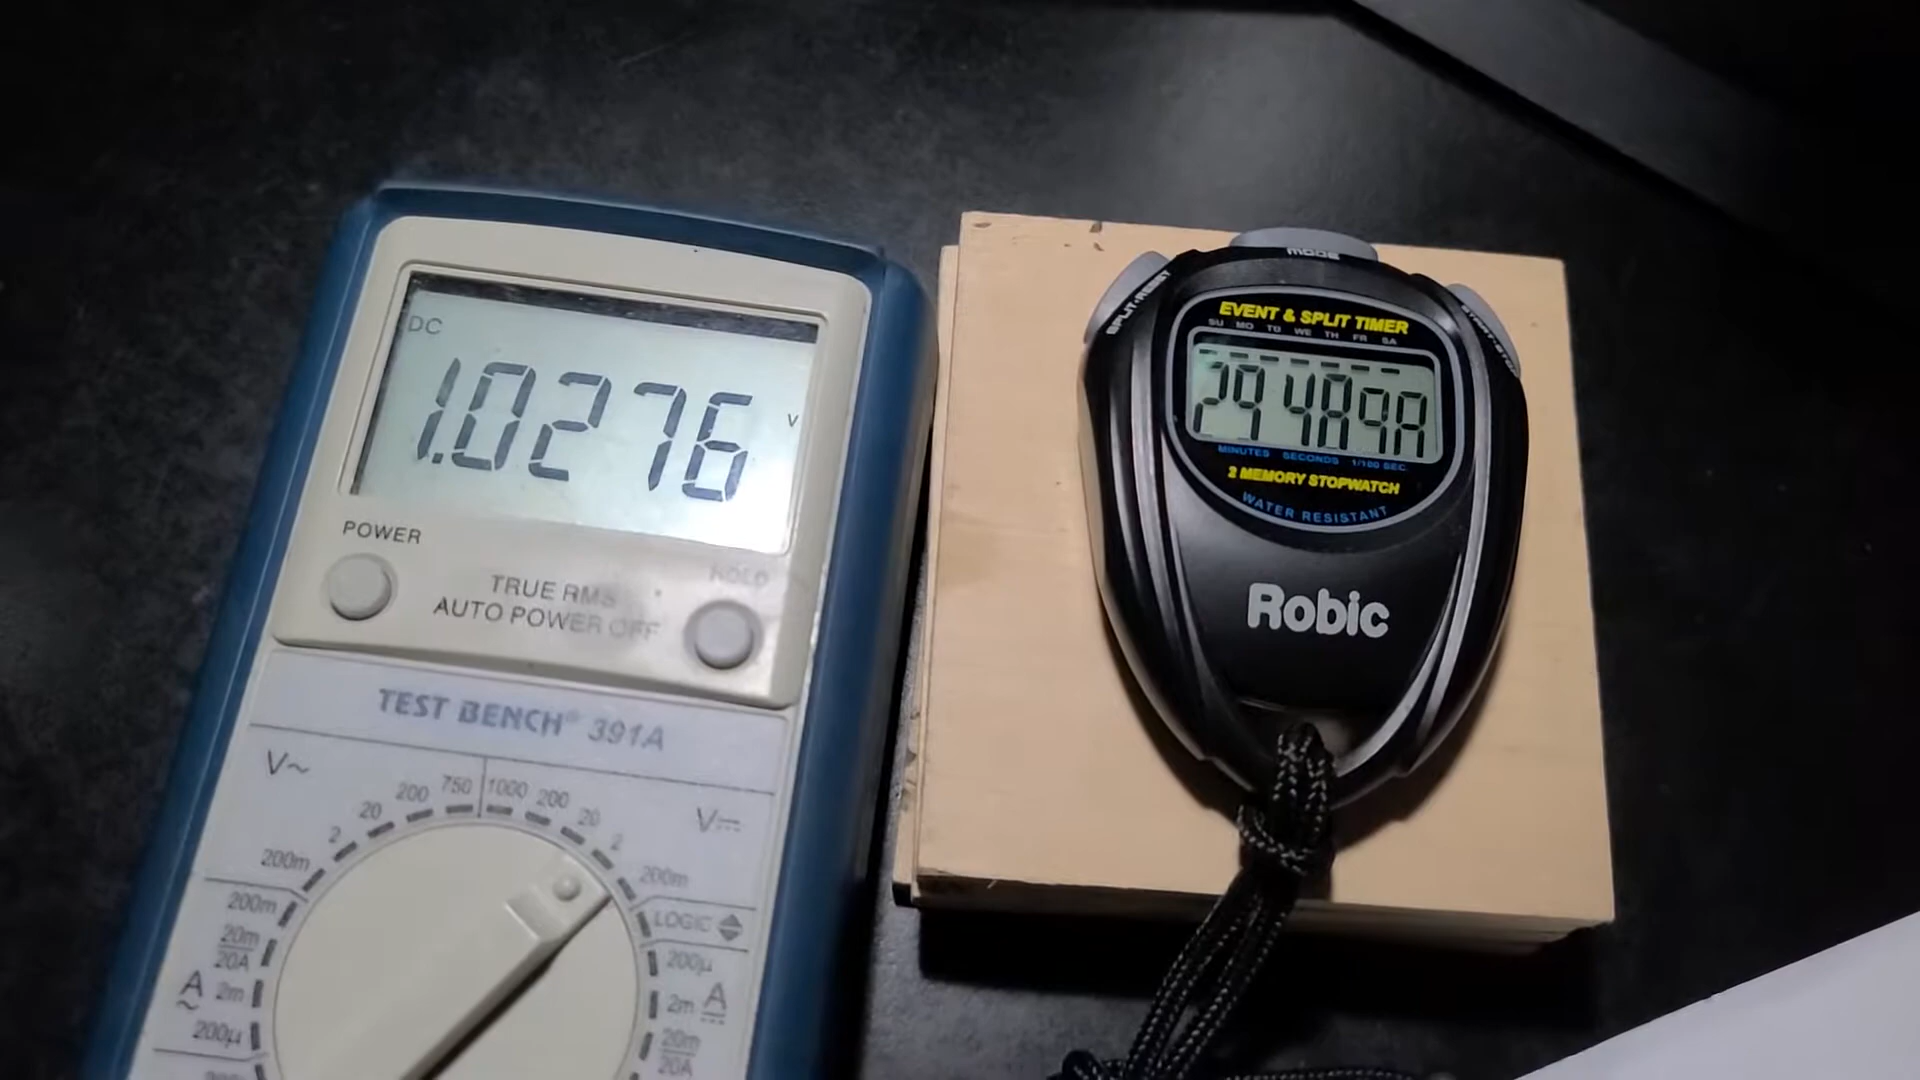 DC
1.0276 V
POWER
HOLD
TRUE RMS
AUTO POWER OFF
TEST BENCH® 391A
V~
200m
2
20
200
750
1000
200
20
2
200m
V⎓
LOGIC
200m
20m
20A
2m
200µ
A
200µ
2m
20m
20A
A
MODE
SPLIT•RESET
EVENT & SPLIT TIMER
SU MO TU WE TH FR SA
29 48
MINUTES SECONDS 1/100 SEC.
2 MEMORY STOPWATCH
WATER RESISTANT
Robic